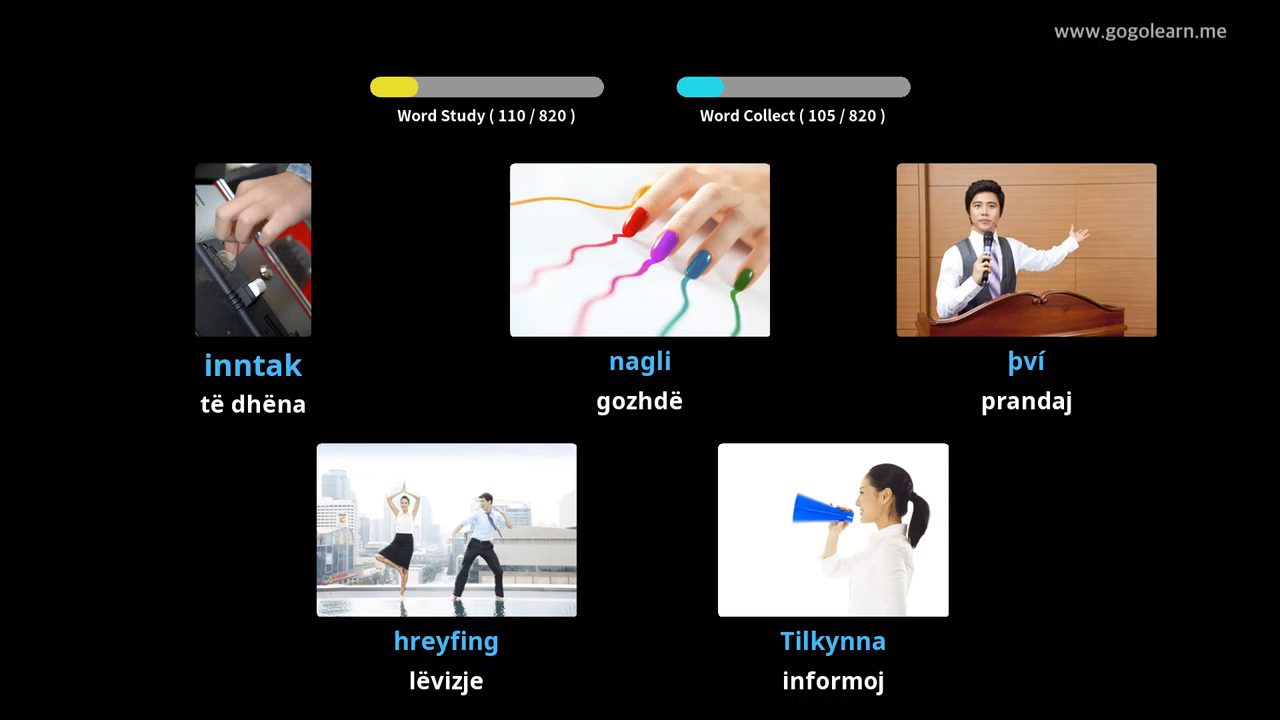 www.gogolearn.me
Word Study ( 110 / 820 )
Word Collect ( 105 / 820 )
inntak
të dhëna
nagli
gozhdë
því
prandaj
hreyfing
lëvizje
Tilkynna
informoj